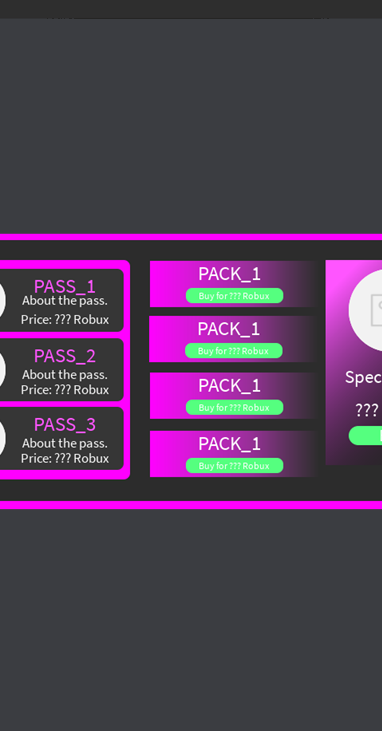 PASS_1
About the pass.
Price: ??? Robux
PASS_2
About the pass.
Price: ??? Robux
PASS_3
About the pass.
Price: ??? Robux
PACK_1
Buy for ??? Robux
PACK_1
Buy for ??? Robux
PACK_1
Buy for ??? Robux
PACK_1
Buy for ??? Robux
Spec
???